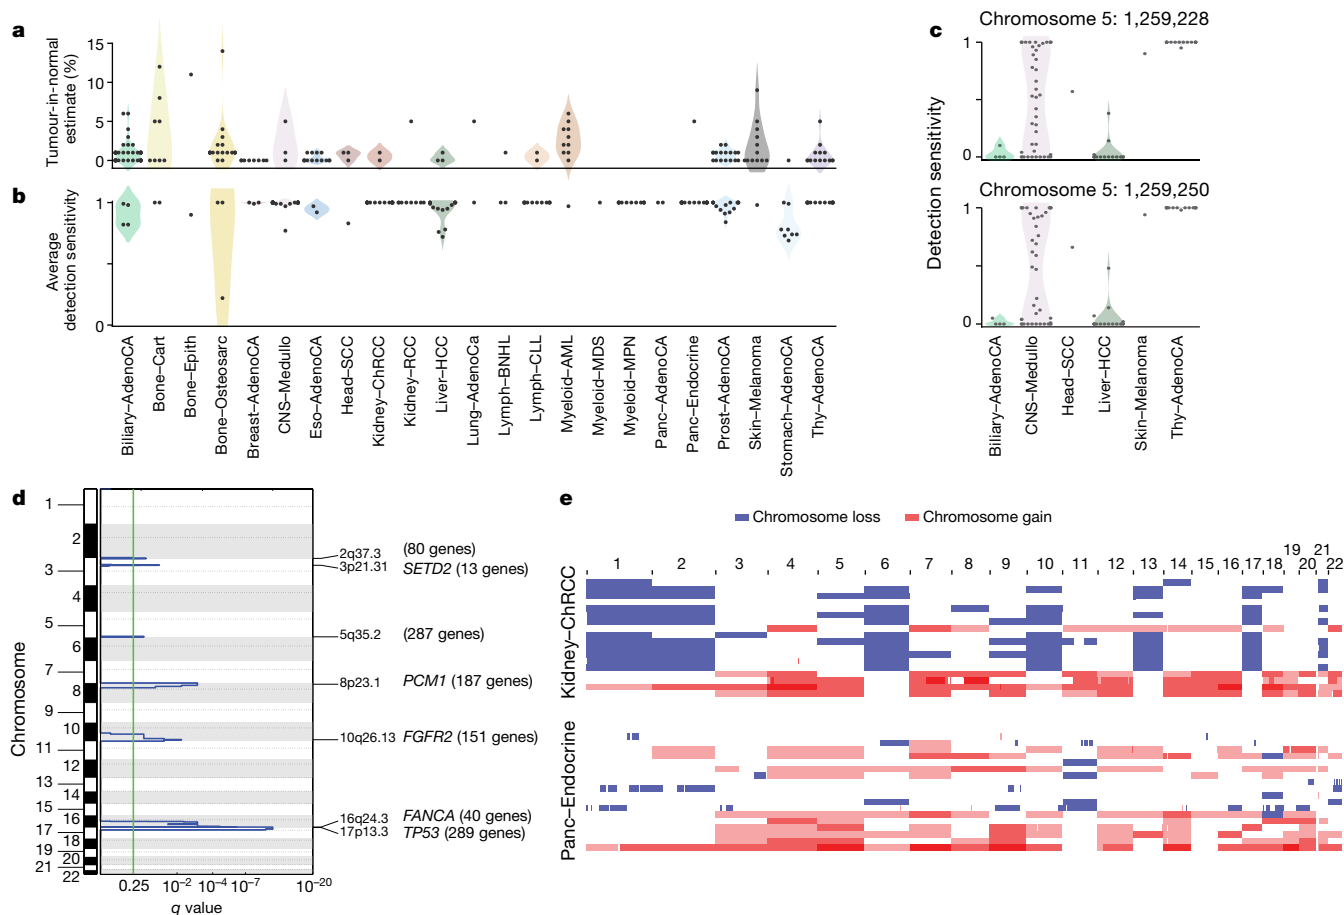 a
Tumour-in-normal
estimate (%)
15
10
5
0
b
Average
detection sensitivity
1
0
Biliary–AdenoCA
Bone–Cart
Bone–Epith
Bone–Osteosarc
Breast–AdenoCA
CNS–Medullo
Eso–AdenoCA
Head–SCC
Kidney–ChRCC
Kidney–RCC
Liver–HCC
Lung–AdenoCa
Lymph–BNHL
Lymph–CLL
Myeloid–AML
Myeloid–MDS
Myeloid–MPN
Panc–AdenoCA
Panc–Endocrine
Prost–AdenoCA
Skin–Melanoma
Stomach–AdenoCA
Thy–AdenoCA
c
Chromosome 5: 1,259,228
1
0
Chromosome 5: 1,259,250
1
0
Detection sensitivity
Biliary–AdenoCA
CNS–Medullo
Head–SCC
Liver–HCC
Skin–Melanoma
Thy–AdenoCA
d
Chromosome
1
2
3
4
5
6
7
8
9
10
11
12
13
14
15
16
17
18
19
20
21
22
2q37.3 (80 genes)
3p21.31 SETD2 (13 genes)
5q35.2 (287 genes)
8p23.1 PCM1 (187 genes)
10q26.13 FGFR2 (151 genes)
16q24.3 FANCA (40 genes)
17p13.3 TP53 (289 genes)
0.25 10⁻² 10⁻⁴ 10⁻⁷ 10⁻²⁰
q value
e
Chromosome loss Chromosome gain
1 2 3 4 5 6 7 8 9 10 11 12 13 14 15 16 17 18 19 20 21 22
Kidney–ChRCC
Panc–Endocrine